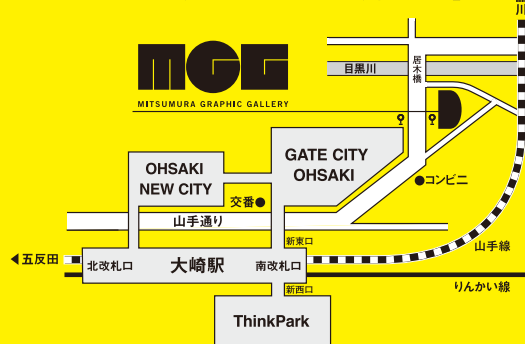 川
MGG
MITSUMURA GRAPHIC GALLERY
目黒川
居木橋
OHSAKI
NEW CITY
GATE CITY
OHSAKI
交番
コンビニ
山手通り
新東口
山手線
五反田
北改札口
大崎駅
南改札口
新西口
りんかい線
ThinkPark